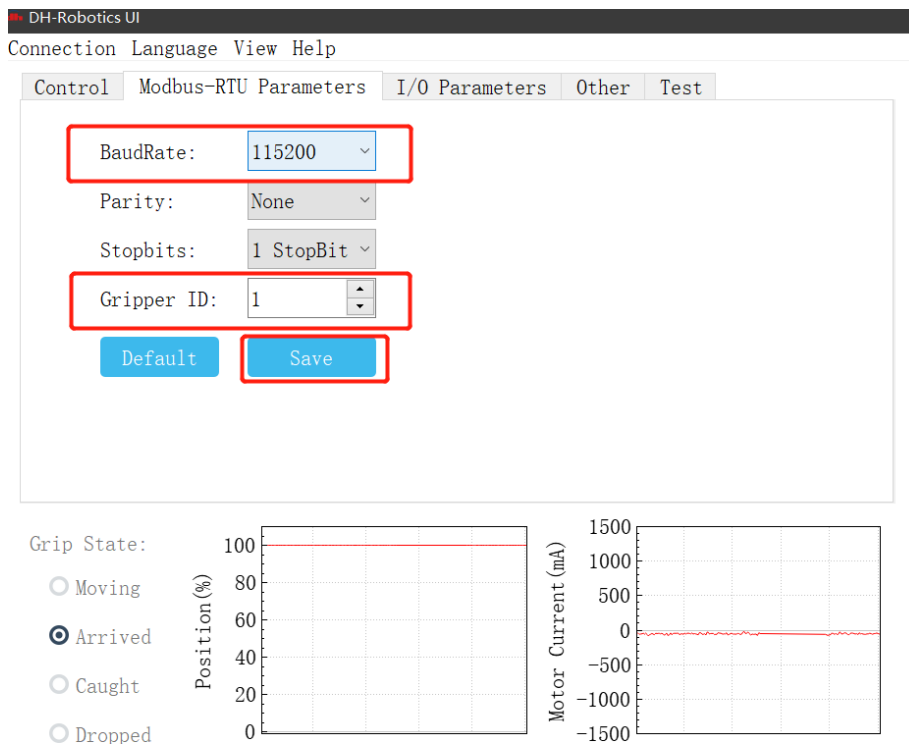 DH-Robotics UI
Connection Language View Help
Control Modbus-RTU Parameters I/O Parameters Other Test
BaudRate: 115200
Parity: None
Stopbits: 1 StopBit
Gripper ID: 1
Default Save
Grip State:
Moving
Arrived
Caught
Dropped
Position(%)
100
80
60
40
20
0
Motor Current(mA)
1500
1000
500
0
-500
-1000
-1500